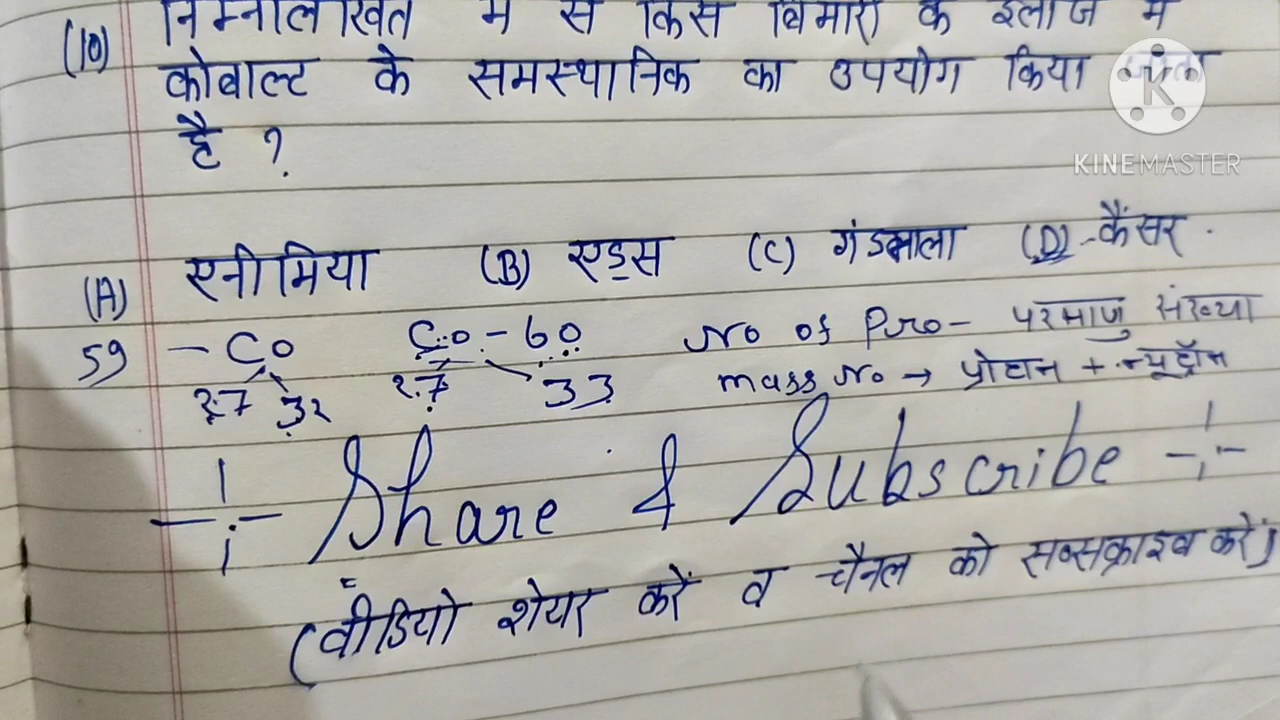 (10) निम्नलिखित में से किस बिमारी के इलाज में
कोबाल्ट के समस्थानिक का उपयोग किया जाता
है ?
(A) एनीमिया (B) एड्स (C) गंडमाला (D) कैंसर
59 - Co Co - 60 No of Pro - परमाणु संख्या
27 32 27 33 mass No → प्रोटान + न्यूट्रॉन
Share & Subscribe
(वीडियो शेयर करें व चैनल को सब्सक्राइब करें)
KINEMASTER